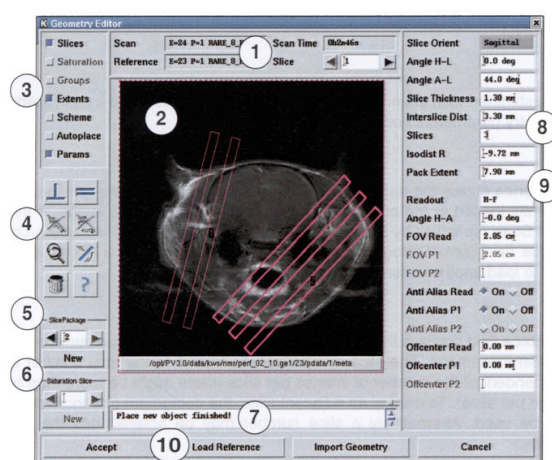 Geometry Editor
Slices
Saturation
Groups
Extents
Scheme
Autoplace
Params
Scan
E=24 P=1 RARE_8_
Scan Time
0h2m46s
Reference
E=23 P=1 RARE_8_
Slice
1
1
2
3
4
5
SlicePackage
2
New
6
Saturation Slice
New
/opt/PV3.0/data/kws/nmr/perf_02_10.ge1/23/pdata/1/meta
Place new object finished!
7
Slice Orient
Sagittal
Angle H-L
0.0 deg
Angle A-L
44.0 deg
Slice Thickness
1.30 mm
Interslice Dist
3.30 mm
8
Slices
3
Isodist R
-9.72 mm
Pack Extent
7.90 mm
9
Readout
H-F
Angle H-A
-0.0 deg
FOV Read
2.85 cm
FOV P1
2.85 cm
FOV P2
Anti Alias Read
On
Off
Anti Alias P1
On
Off
Anti Alias P2
On
Off
Offcenter Read
0.00 mm
Offcenter P1
0.00 mm
Offcenter P2
Accept
10
Load Reference
Import Geometry
Cancel